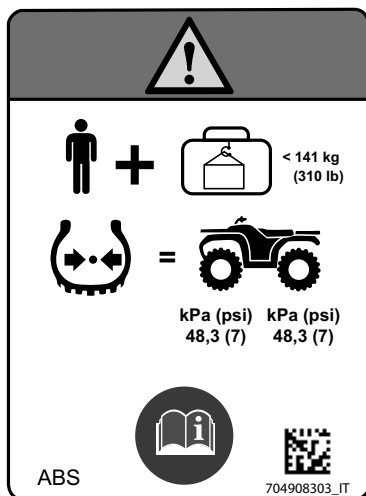 < 141 kg
(310 lb)
kPa (psi) kPa (psi)
48,3 (7) 48,3 (7)
ABS
704908303_IT